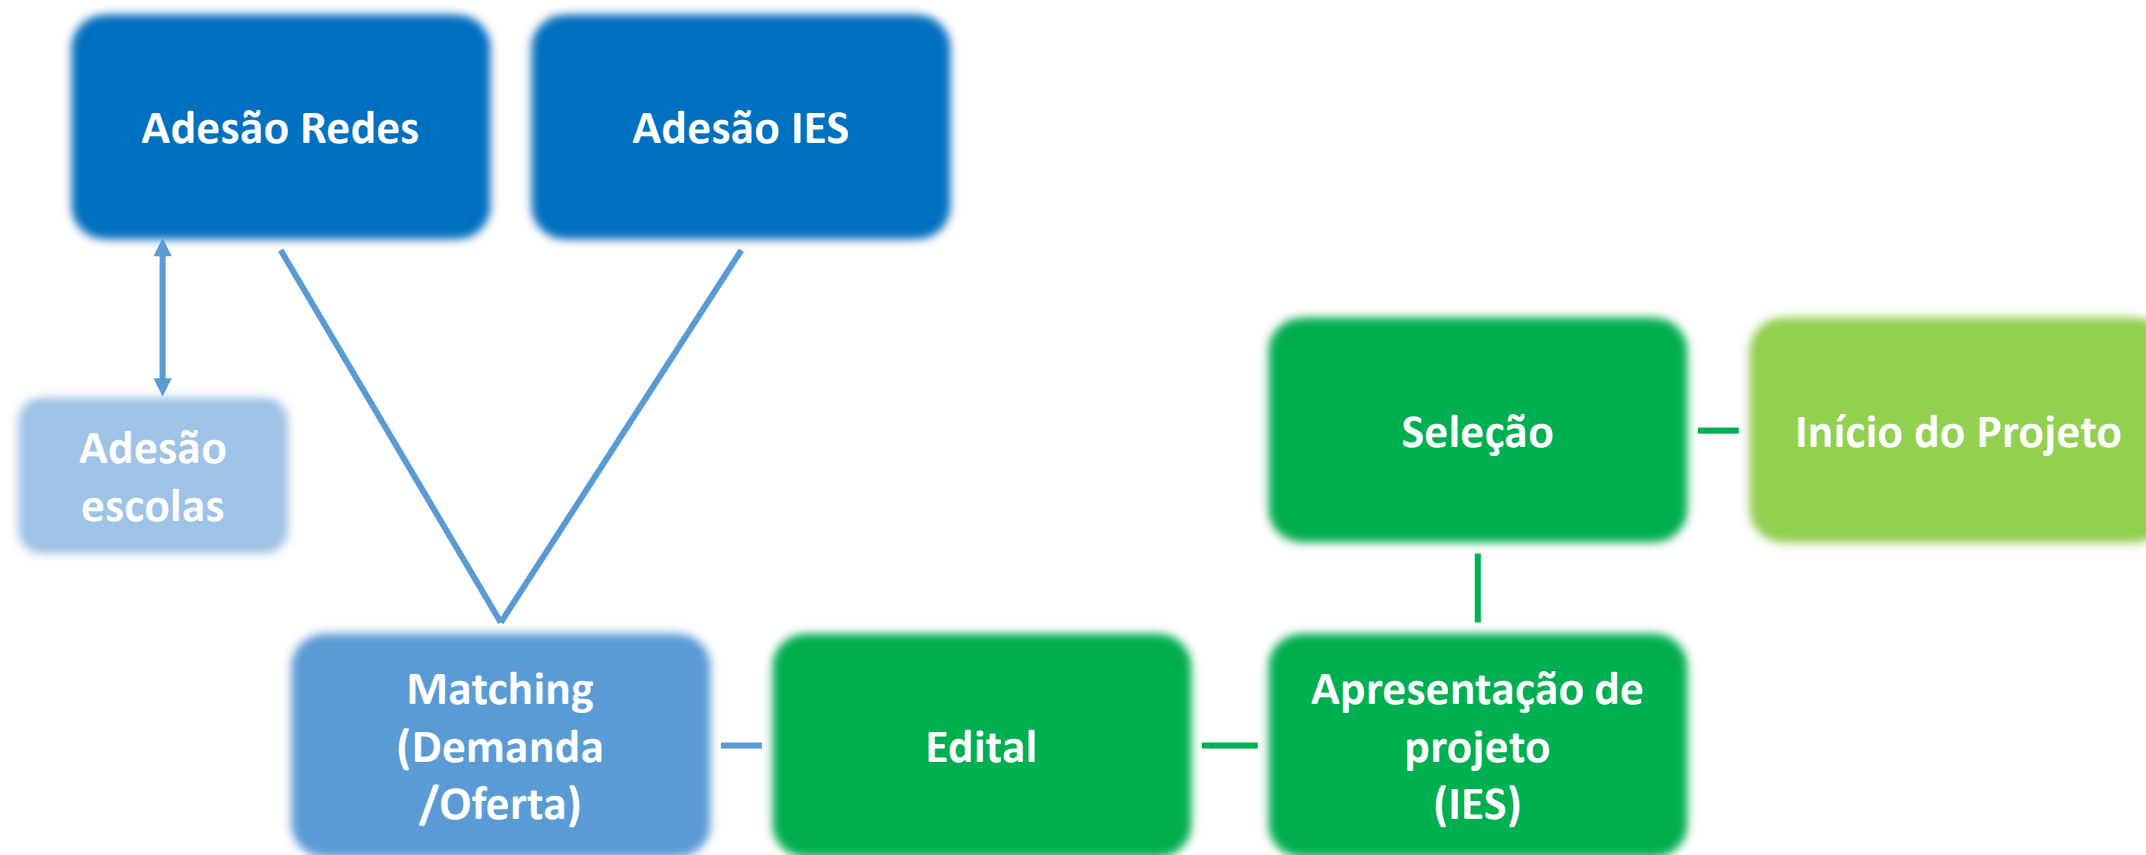 Adesão Redes
Adesão IES
Adesão
escolas
Seleção
Início do Projeto
Matching
(Demanda
/Oferta)
Edital
Apresentação de
projeto
(IES)